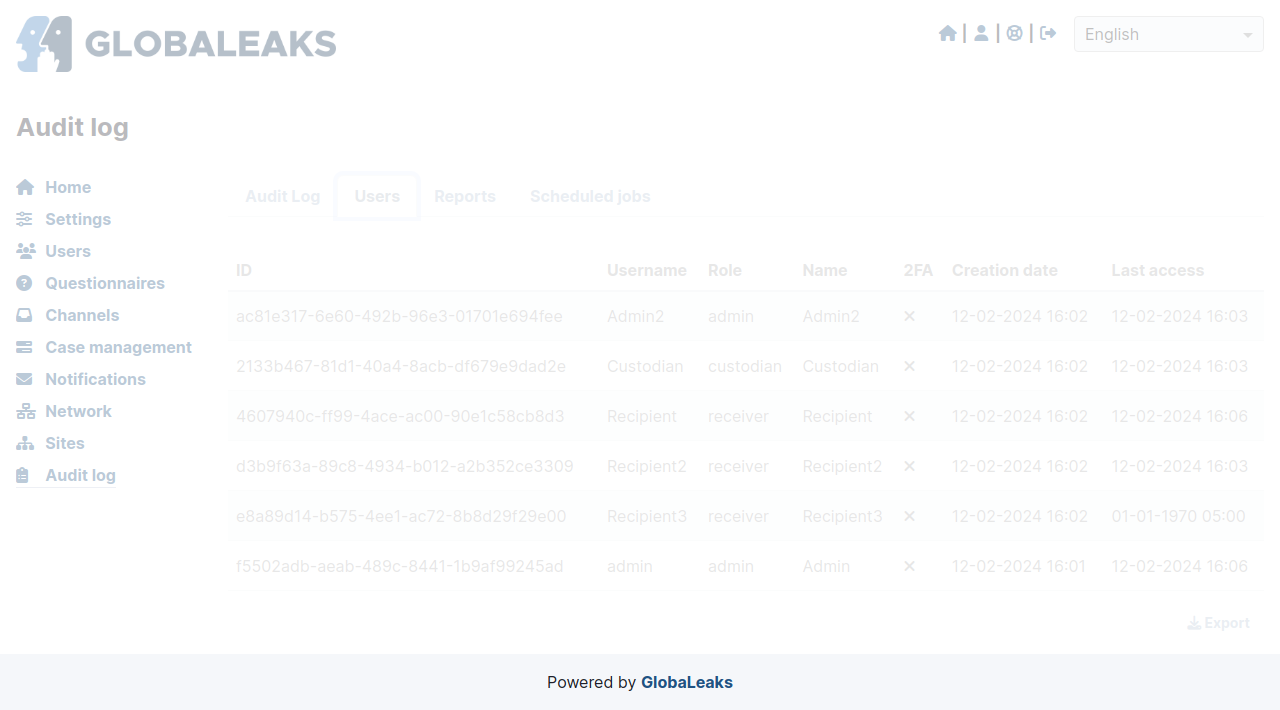 GLOBALEAKS
| | |
English
Audit log
Home
Settings
Users
Questionnaires
Channels
Case management
Notifications
Network
Sites
Audit log
Audit Log Users Reports Scheduled jobs
ID Username Role Name 2FA Creation date Last access
ac81e317-6e60-492b-96e3-01701e694fee Admin2 admin Admin2 12-02-2024 16:02 12-02-2024 16:03
2133b467-81d1-40a4-8acb-df679e9dad2e Custodian custodian Custodian 12-02-2024 16:02 12-02-2024 16:03
4607940c-ff99-4ace-ac00-90e1c58cb8d3 Recipient receiver Recipient 12-02-2024 16:02 12-02-2024 16:06
d3b9f63a-89c8-4934-b012-a2b352ce3309 Recipient2 receiver Recipient2 12-02-2024 16:02 12-02-2024 16:03
e8a89d14-b575-4ee1-ac72-8b8d29f29e00 Recipient3 receiver Recipient3 12-02-2024 16:02 01-01-1970 05:00
f5502adb-aeab-489c-8441-1b9af99245ad admin admin Admin 12-02-2024 16:01 12-02-2024 16:06
Export
Powered by GlobaLeaks